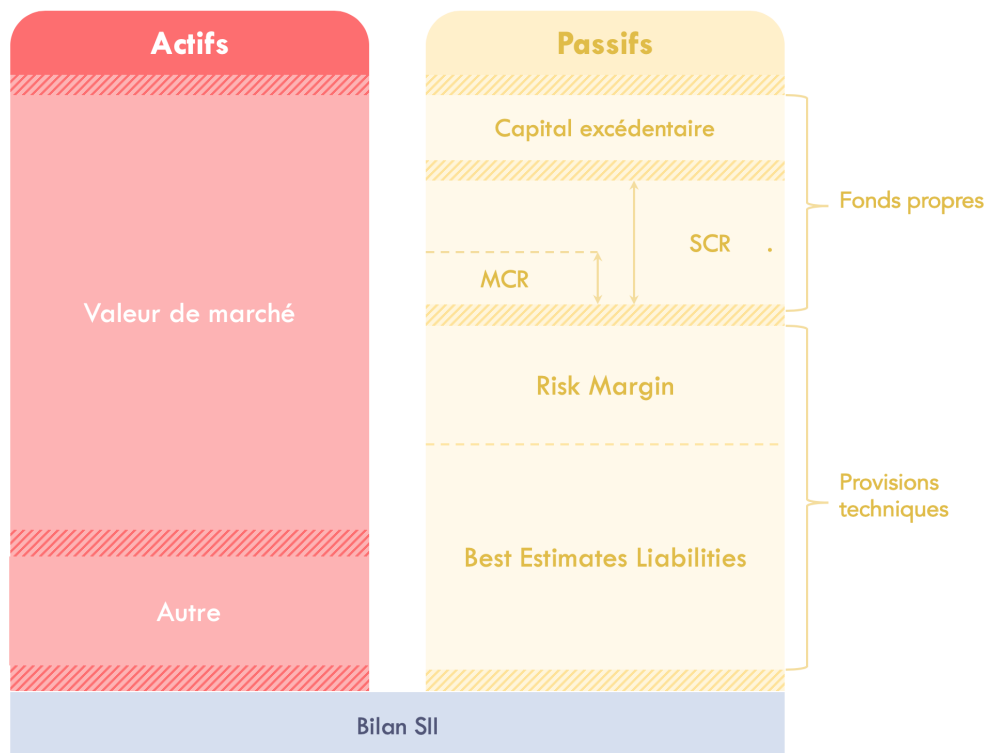 Actifs
Valeur de marché
Autre
Passifs
Capital excédentaire
SCR .
MCR
Risk Margin
Best Estimates Liabilities
Fonds propres
Provisions
techniques
Bilan SII